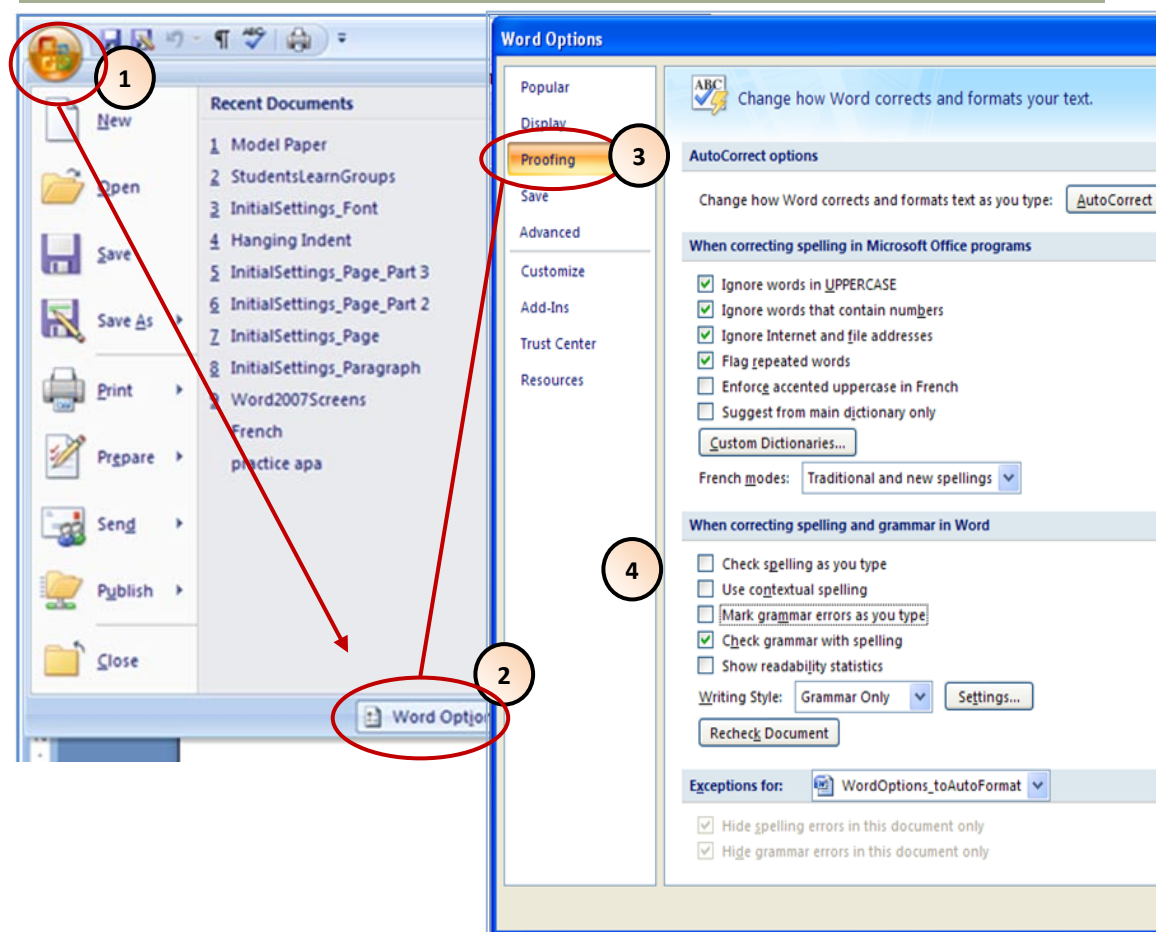 1
New
Open
Save
Save As
Print
Prepare
Send
Publish
Close
Recent Documents
1 Model Paper
2 StudentsLearnGroups
3 InitialSettings_Font
4 Hanging Indent
5 InitialSettings_Page_Part 3
6 InitialSettings_Page_Part 2
7 InitialSettings_Page
8 InitialSettings_Paragraph
9 Word2007Screens
French
practice apa
2
Word Option
Word Options
Popular
Display
Proofing
3
Save
Advanced
Customize
Add-Ins
Trust Center
Resources
ABC
Change how Word corrects and formats your text.
AutoCorrect options
Change how Word corrects and formats text as you type: AutoCorrect
When correcting spelling in Microsoft Office programs
Ignore words in UPPERCASE
Ignore words that contain numbers
Ignore Internet and file addresses
Flag repeated words
Enforce accented uppercase in French
Suggest from main dictionary only
Custom Dictionaries...
French modes: Traditional and new spellings
When correcting spelling and grammar in Word
4
Check spelling as you type
Use contextual spelling
Mark grammar errors as you type
Check grammar with spelling
Show readability statistics
Writing Style: Grammar Only Settings...
Recheck Document
Exceptions for: WordOptions_toAutoFormat
Hide spelling errors in this document only
Hide grammar errors in this document only